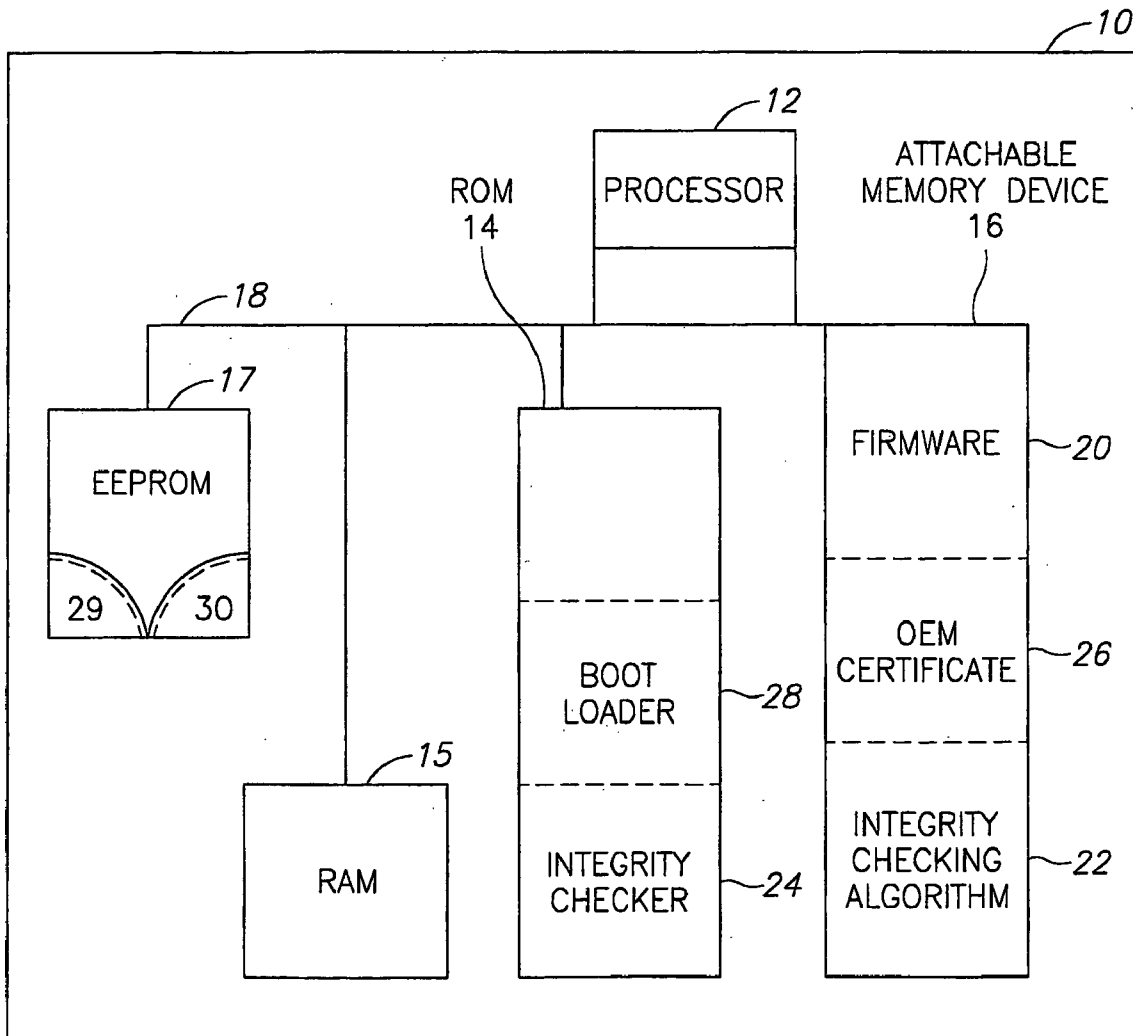 10
12
PROCESSOR
ROM
14
ATTACHABLE
MEMORY DEVICE
16
18
17
EEPROM
29
30
15
RAM
BOOT
LOADER
28
INTEGRITY
CHECKER
24
FIRMWARE
20
OEM
CERTIFICATE
26
INTEGRITY
CHECKING
ALGORITHM
22